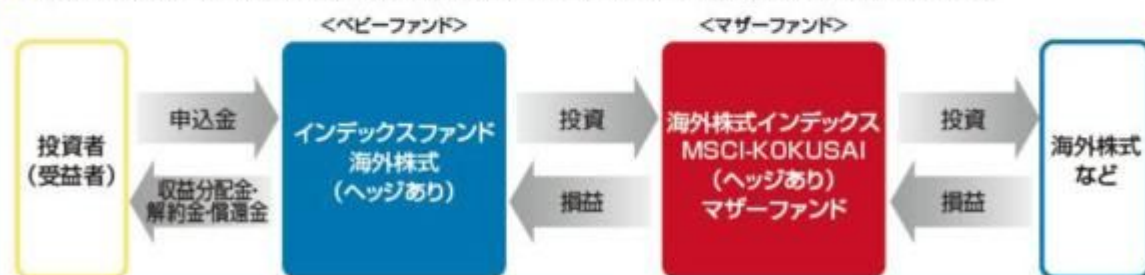 <ベビーファンド>
<マザーファンド>
投資者
(受益者)
申込金
収益分配金・
解約金・償還金
インデックスファンド
海外株式
(ヘッジあり)
投資
損益
海外株式インデックス
MSCI-KOKUSAI
(ヘッジあり)
マザーファンド
投資
損益
海外株式
など